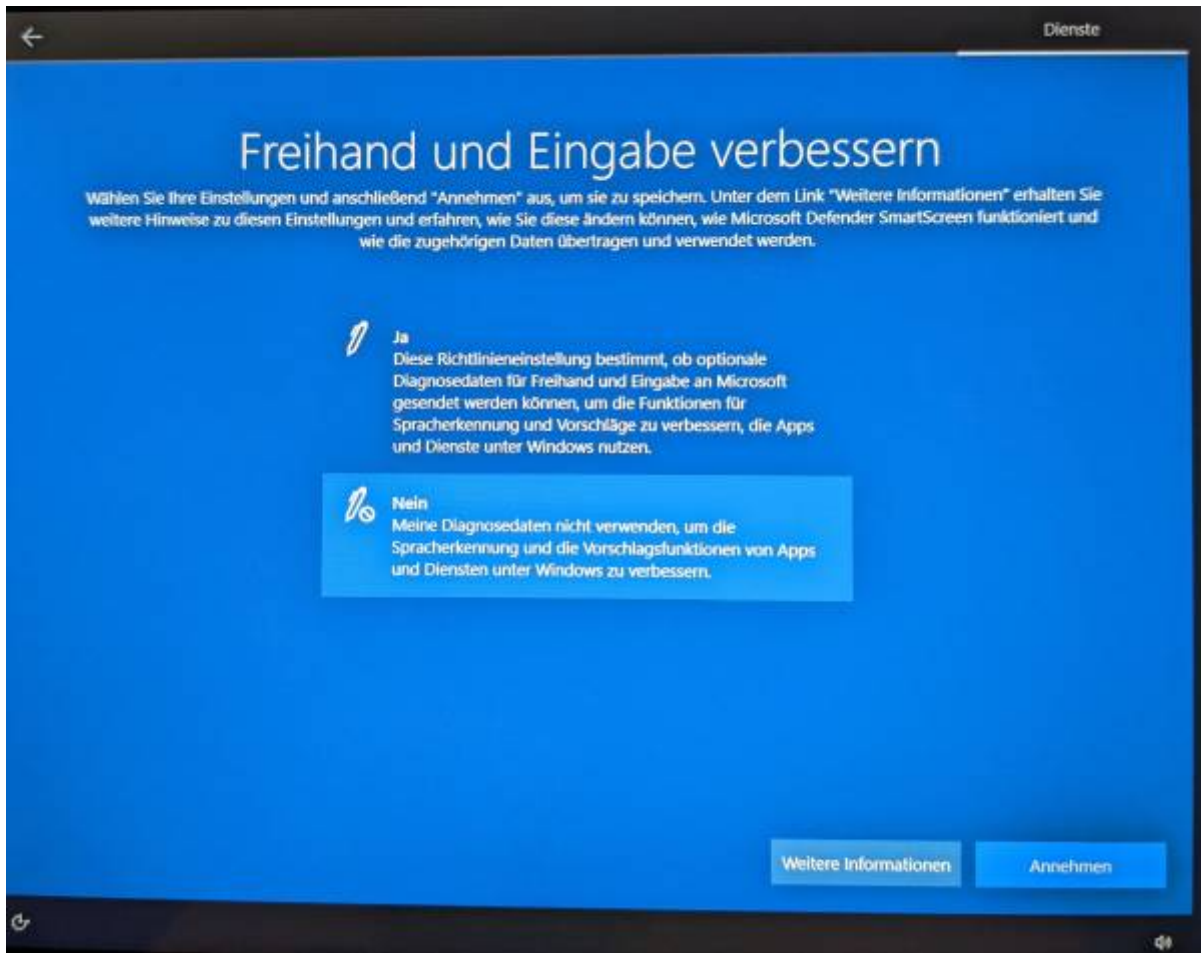 Dienste
Freihand und Eingabe verbessern
Wählen Sie Ihre Einstellungen und anschließend "Annehmen" aus, um sie zu speichern. Unter dem Link "Weitere Informationen" erhalten Sie
weitere Hinweise zu diesen Einstellungen und erfahren, wie Sie diese ändern können, wie Microsoft Defender SmartScreen funktioniert und
wie die zugehörigen Daten übertragen und verwendet werden.
Ja
Diese Richtlinieneinstellung bestimmt, ob optionale
Diagnosedaten für Freihand und Eingabe an Microsoft
gesendet werden können, um die Funktionen für
Spracherkennung und Vorschläge zu verbessern, die Apps
und Dienste unter Windows nutzen.
Nein
Meine Diagnosedaten nicht verwenden, um die
Spracherkennung und die Vorschlagsfunktionen von Apps
und Diensten unter Windows zu verbessern.
Weitere Informationen
Annehmen